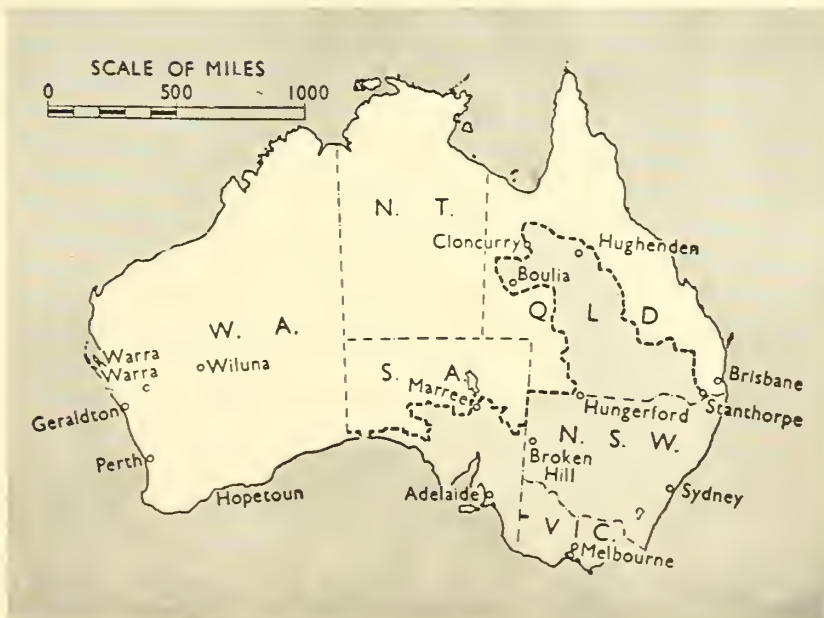 SCALE OF MILES
0 500 1000
N. T.
Cloncurry
Hughenden
Boulia
Q L D
W. A.
Warra
Warra
Wiluna
S. A.
Marree
Brisbane
Hungerford
Stanthorpe
Geraldton
N. S. W.
Broken
Hill
Perth
Hopetoun
Adelaide
Sydney
V C.
Melbourne